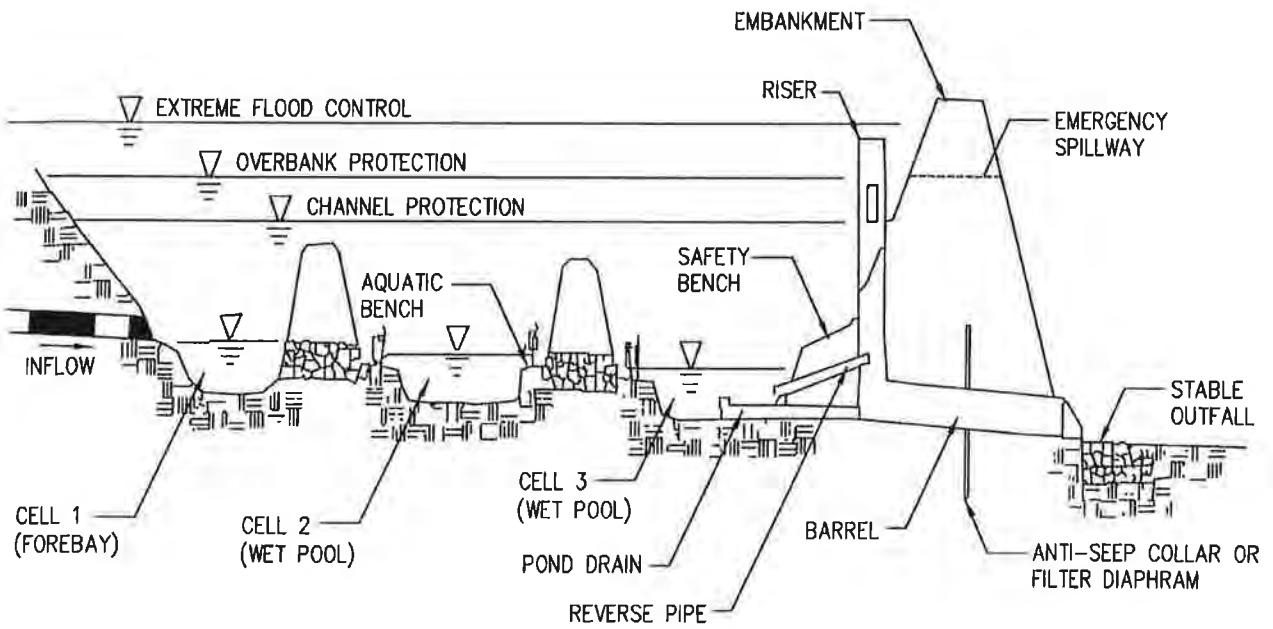 EMBANKMENT
RISER
EXTREME FLOOD CONTROL
EMERGENCY
SPILLWAY
OVERBANK PROTECTION
CHANNEL PROTECTION
SAFETY
BENCH
AQUATIC
BENCH
INFLOW
STABLE
OUTFALL
CELL 1
(FOREBAY)
CELL 2
(WET POOL)
CELL 3
(WET POOL)
POND DRAIN
REVERSE PIPE
BARREL
ANTI-SEEP COLLAR OR
FILTER DIAPHRAM